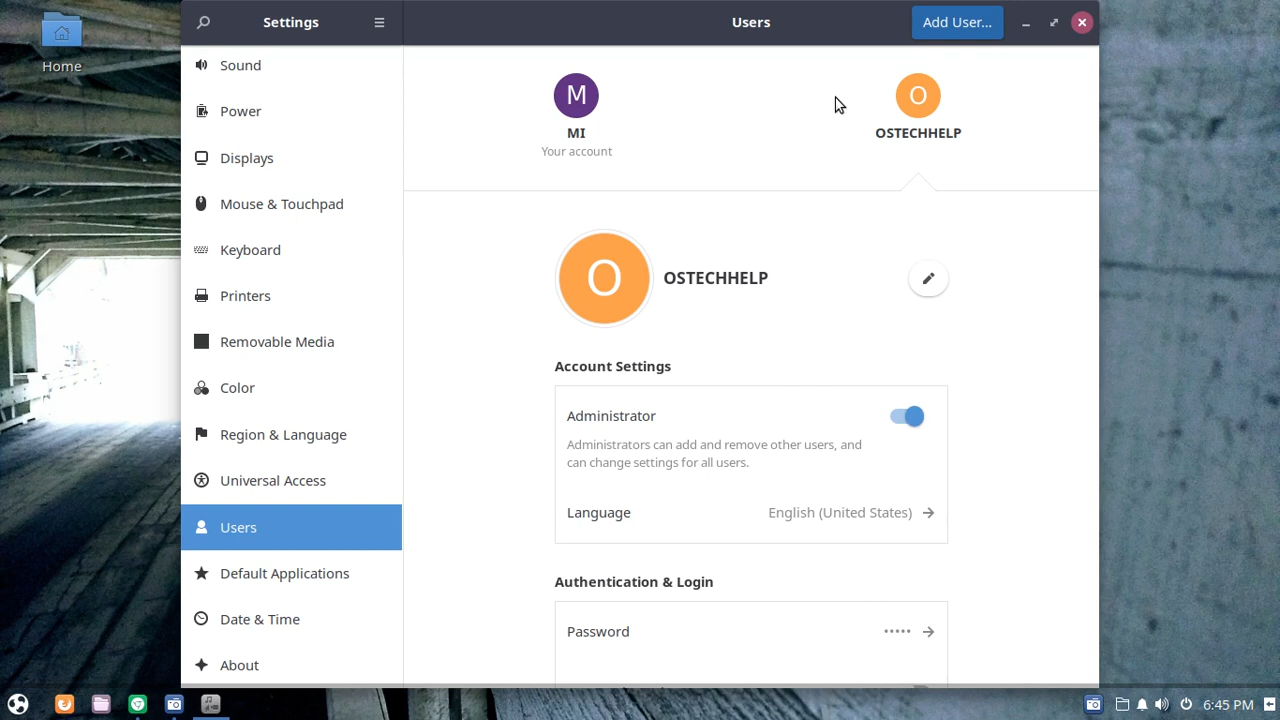 Home
Settings
Users
Add User...
Sound
Power
Displays
Mouse & Touchpad
Keyboard
Printers
Removable Media
Color
Region & Language
Universal Access
Users
Default Applications
Date & Time
About
M
MI
Your account
O
OSTECHHELP
O
OSTECHHELP
Account Settings
Administrator
Administrators can add and remove other users, and
can change settings for all users.
Language English (United States)
Authentication & Login
Password •••••
6:45 PM